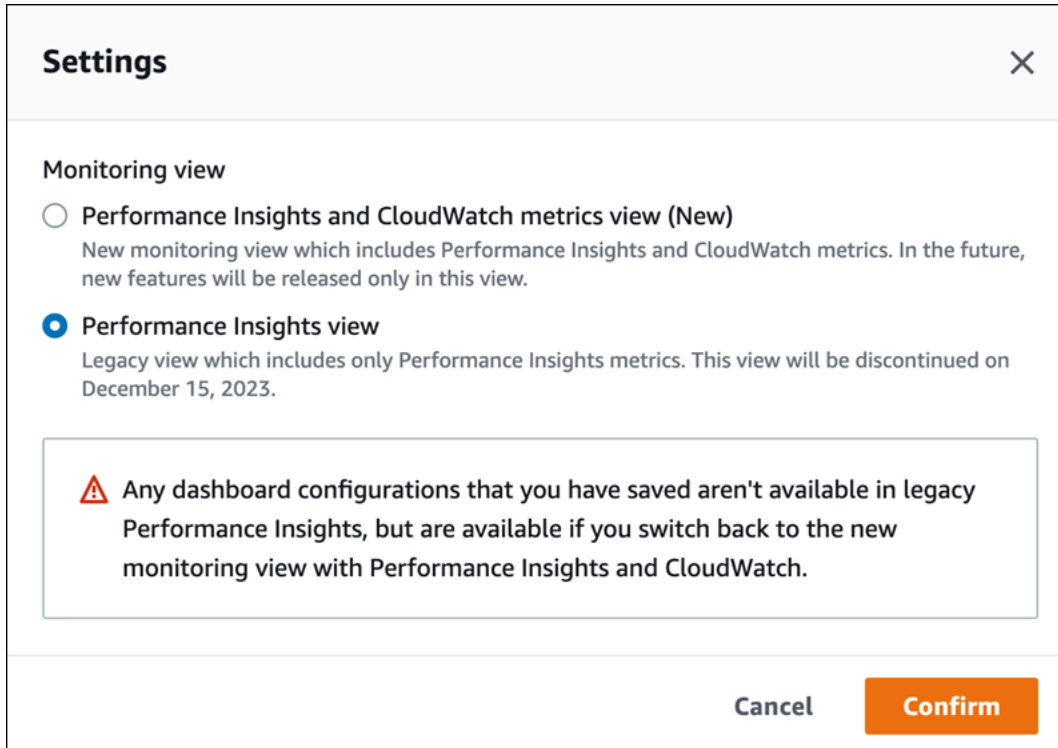 Settings
Monitoring view
Performance Insights and CloudWatch metrics view (New)
New monitoring view which includes Performance Insights and CloudWatch metrics. In the future,
new features will be released only in this view.
Performance Insights view
Legacy view which includes only Performance Insights metrics. This view will be discontinued on
December 15, 2023.
Any dashboard configurations that you have saved aren't available in legacy
Performance Insights, but are available if you switch back to the new
monitoring view with Performance Insights and CloudWatch.
Cancel
Confirm